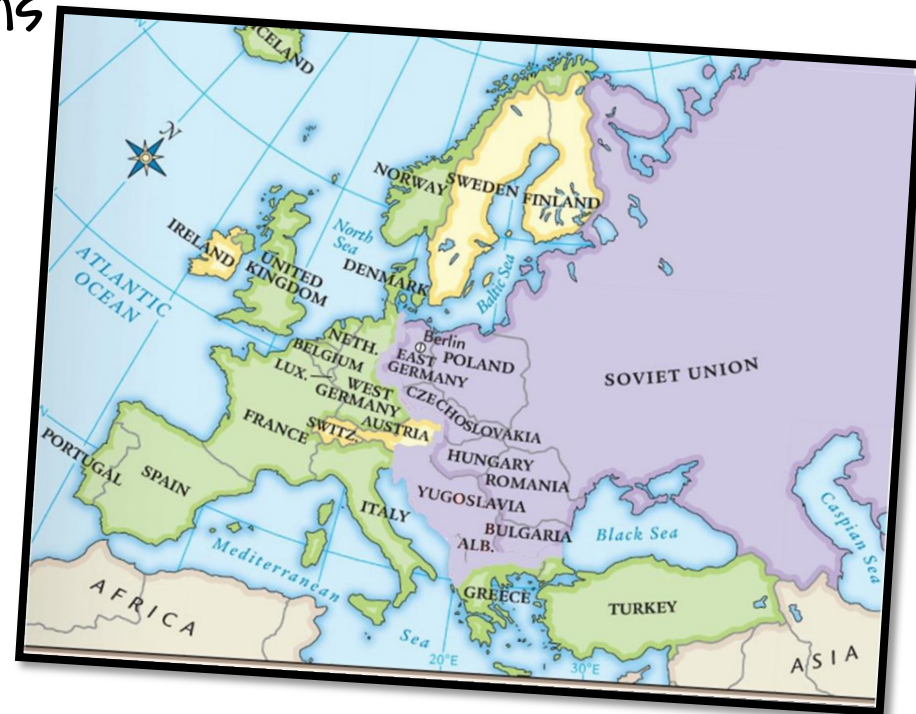 ns
ICELAND
N
NORWAY
SWEDEN
FINLAND
IRELAND
UNITED
KINGDOM
North
Sea
DENMARK
Baltic Sea
ATLANTIC
OCEAN
NETH.
BELGIUM
LUX.
WEST
GERMANY
Berlin
EAST
GERMANY
POLAND
SOVIET UNION
CZECHOSLOVAKIA
FRANCE
SWITZ.
AUSTRIA
HUNGARY
ROMANIA
PORTUGAL
SPAIN
ITALY
YUGOSLAVIA
BULGARIA
ALB.
Black Sea
Caspian Sea
Mediterranean
Sea
AFRICA
GREECE
TURKEY
ASIA
20°E
30°E